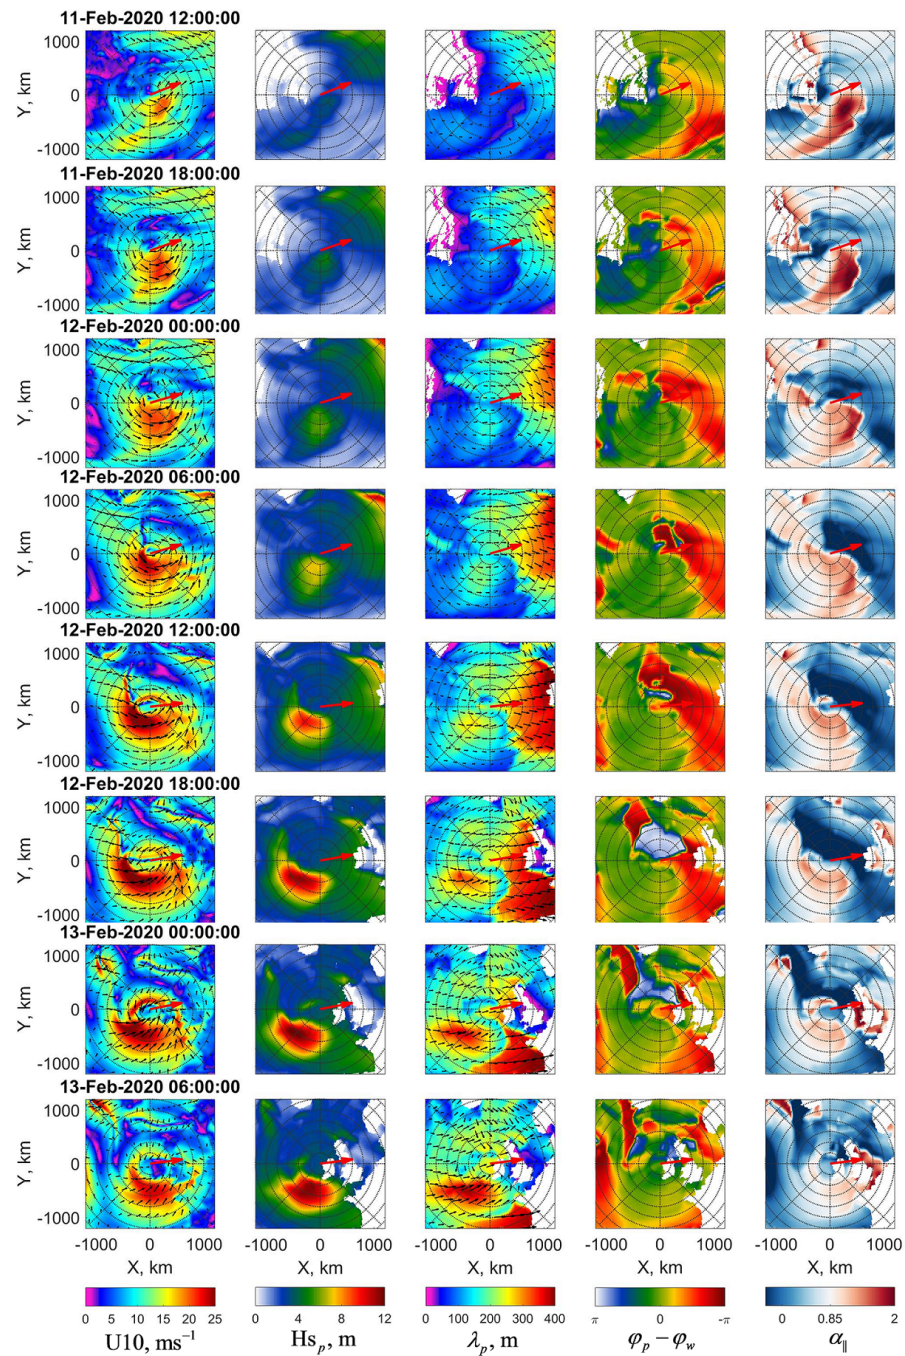 11-Feb-2020 12:00:00
1000
0
-1000
Y, km
11-Feb-2020 18:00:00
1000
0
-1000
Y, km
12-Feb-2020 00:00:00
1000
0
-1000
Y, km
12-Feb-2020 06:00:00
1000
0
-1000
Y, km
12-Feb-2020 12:00:00
1000
0
-1000
Y, km
12-Feb-2020 18:00:00
1000
0
-1000
Y, km
13-Feb-2020 00:00:00
1000
0
-1000
Y, km
13-Feb-2020 06:00:00
1000
0
-1000
Y, km
-1000 0 1000 -1000 0 1000 -1000 0 1000 -1000 0 1000 -1000 0 1000
X, km X, km X, km X, km X, km
0 5 10 15 20 25 0 2 4 6 8 10 12 0 100 200 300 400 π 0 -π 0 0.85 2
U10, ms⁻¹ Hsₚ, m λₚ, m φₚ − φ_w α∥